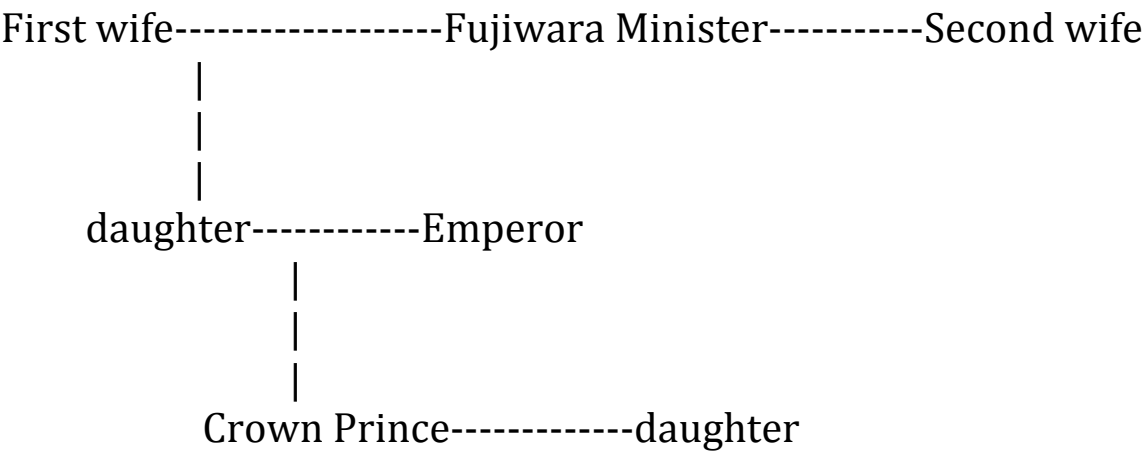 First wife-------------------Fujiwara Minister-----------Second wife
|
|
|
daughter------------Emperor
|
|
|
Crown Prince-------------daughter